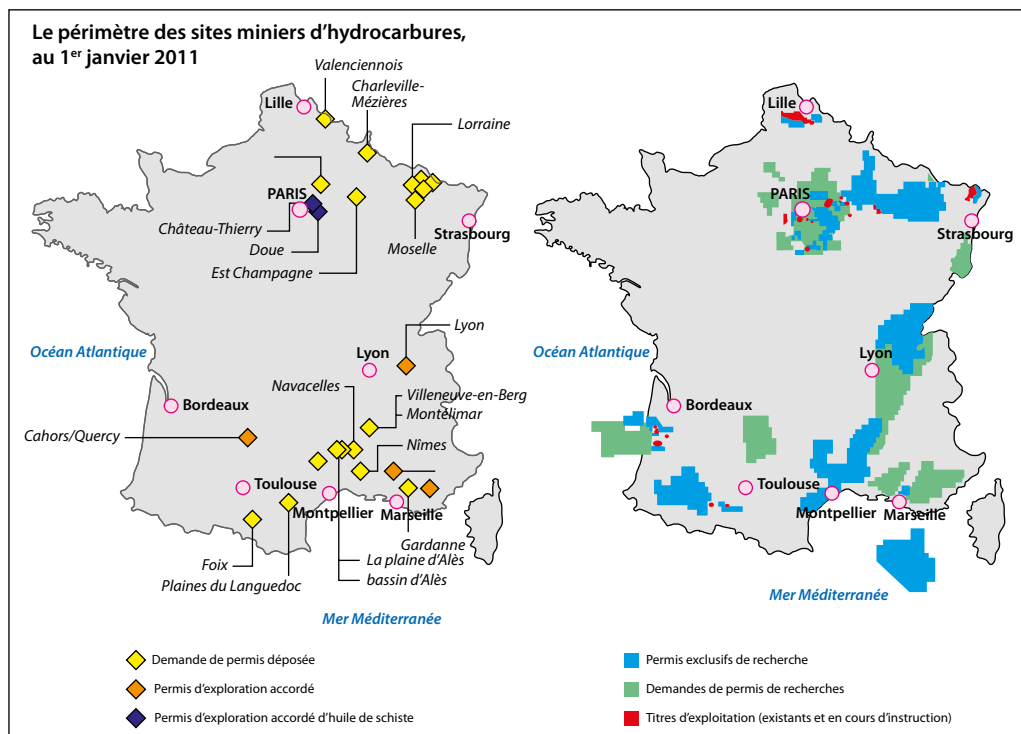 Le périmètre des sites miniers d'hydrocarbures,
au 1er janvier 2011
Valenciennois
Charleville-
Mézières
Lille
Lorraine
PARIS
Château-Thierry
Doue
Est Champagne
Moselle
Strasbourg
Océan Atlantique
Lyon
Lyon
Navacelles
Villeneuve-en-Berg
Montélimar
Bordeaux
Cahors/Quercy
Nîmes
Toulouse
Montpellier
Marseille
Gardanne
Foix
La plaine d'Alès
Plaines du Languedoc
bassin d'Alès
Mer Méditerranée
Demande de permis déposée
Permis d'exploration accordé
Permis d'exploration accordé d'huile de schiste
Lille
PARIS
Strasbourg
Océan Atlantique
Lyon
Bordeaux
Toulouse
Montpellier
Marseille
Mer Méditerranée
Permis exclusifs de recherche
Demandes de permis de recherches
Titres d'exploitation (existants et en cours d'instruction)